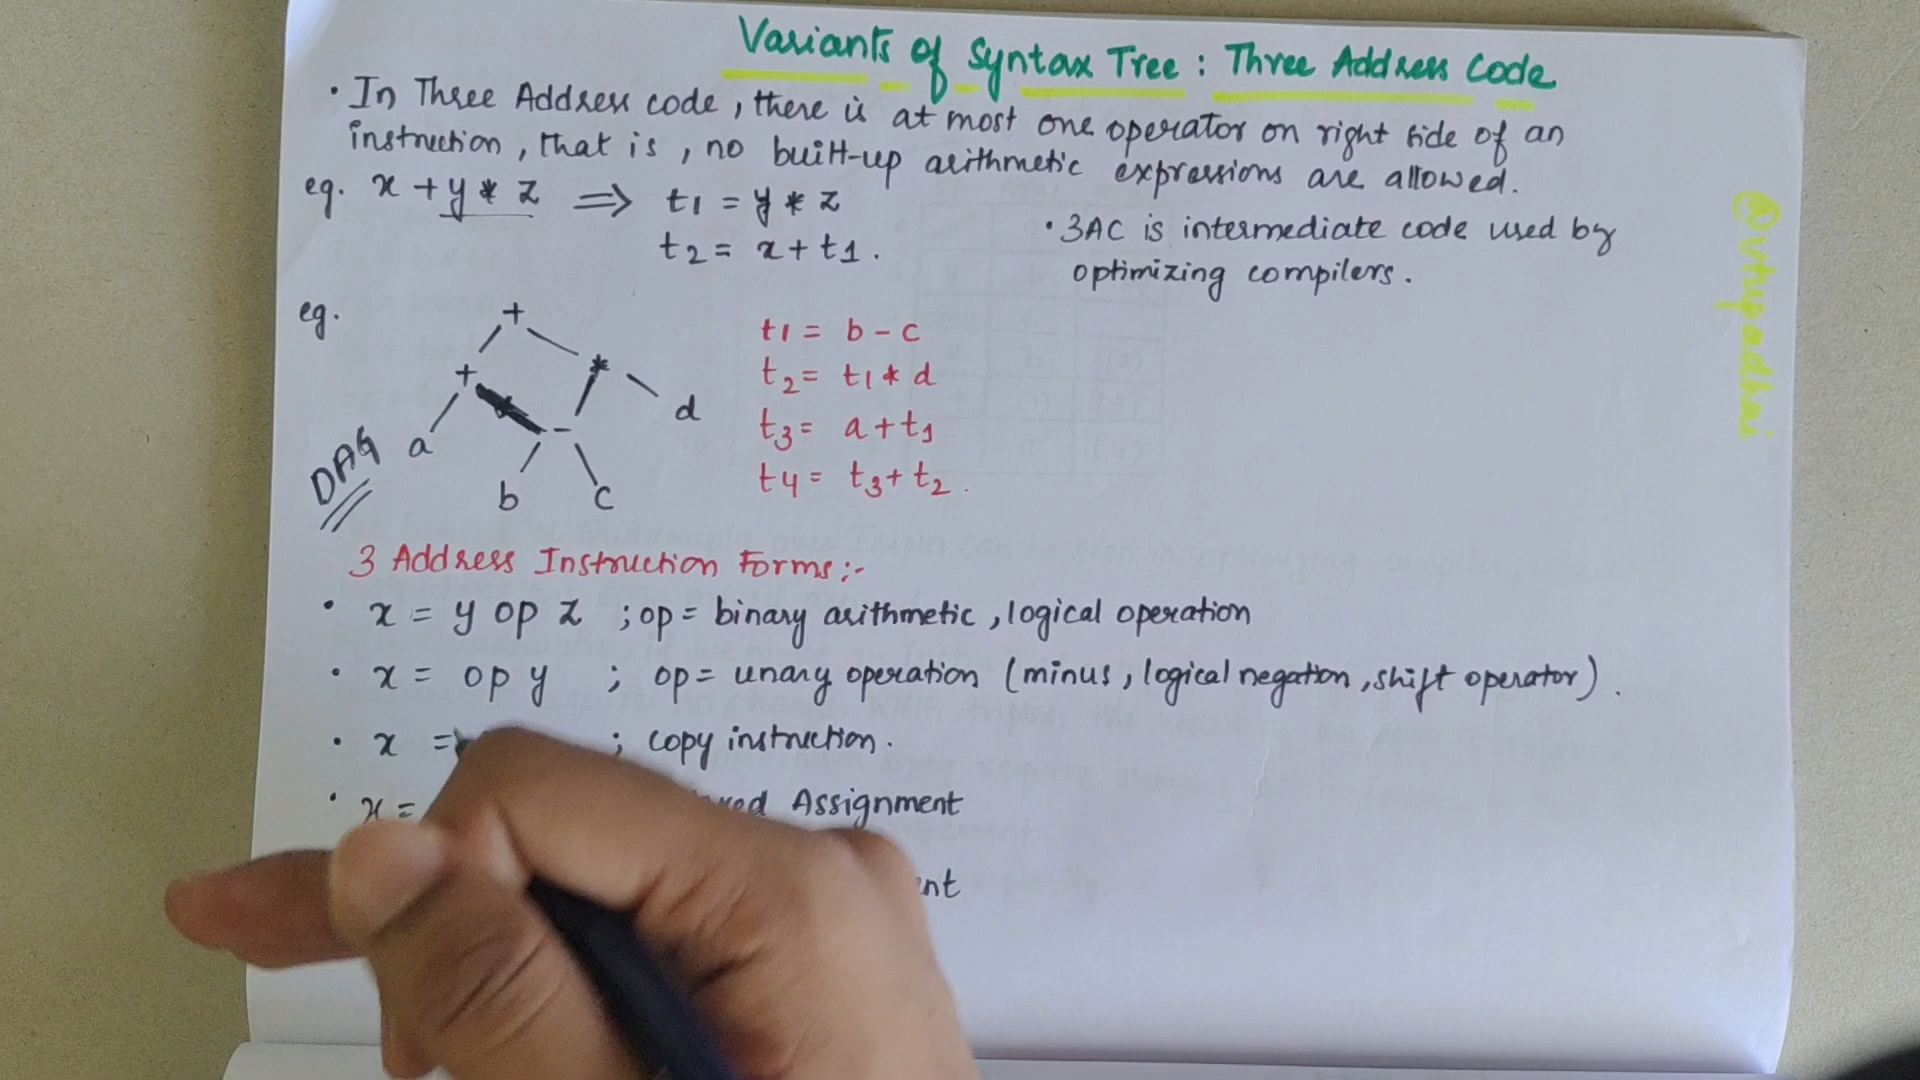 Variants of Syntax Tree : Three Address Code
• In Three Address code, there is at most one operator on right side of an
instruction, that is, no built-up arithmetic expressions are allowed.
eg. x + y * z ⇒ t1 = y * z
t2 = x + t1.
• 3AC is intermediate code used by
optimizing compilers.
@vtupadhai
eg.
+
+ *
a - d
b c
DAG
t1 = b - c
t2 = t1 * d
t3 = a + t1
t4 = t3 + t2.
3 Address Instruction Forms:-
• x = y op z ; op = binary arithmetic, logical operation
• x = op y ; op = unary operation (minus, logical negation, shift operator).
• x = ; copy instruction.
• x = Assignment